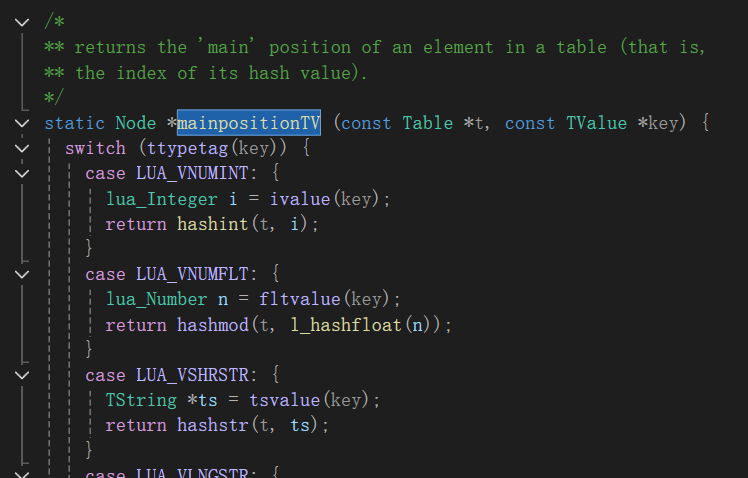 /*
** returns the 'main' position of an element in a table (that is,
** the index of its hash value).
*/
static Node *mainpositionTV (const Table *t, const TValue *key) {
switch (ttypetag(key)) {
case LUA_VNUMINT: {
lua_Integer i = ivalue(key);
return hashint(t, i);
}
case LUA_VNUMFLT: {
lua_Number n = fltvalue(key);
return hashmod(t, l_hashfloat(n));
}
case LUA_VSHRSTR: {
TString *ts = tsvalue(key);
return hashstr(t, ts);
}
case LUA_VLNGSTR: {